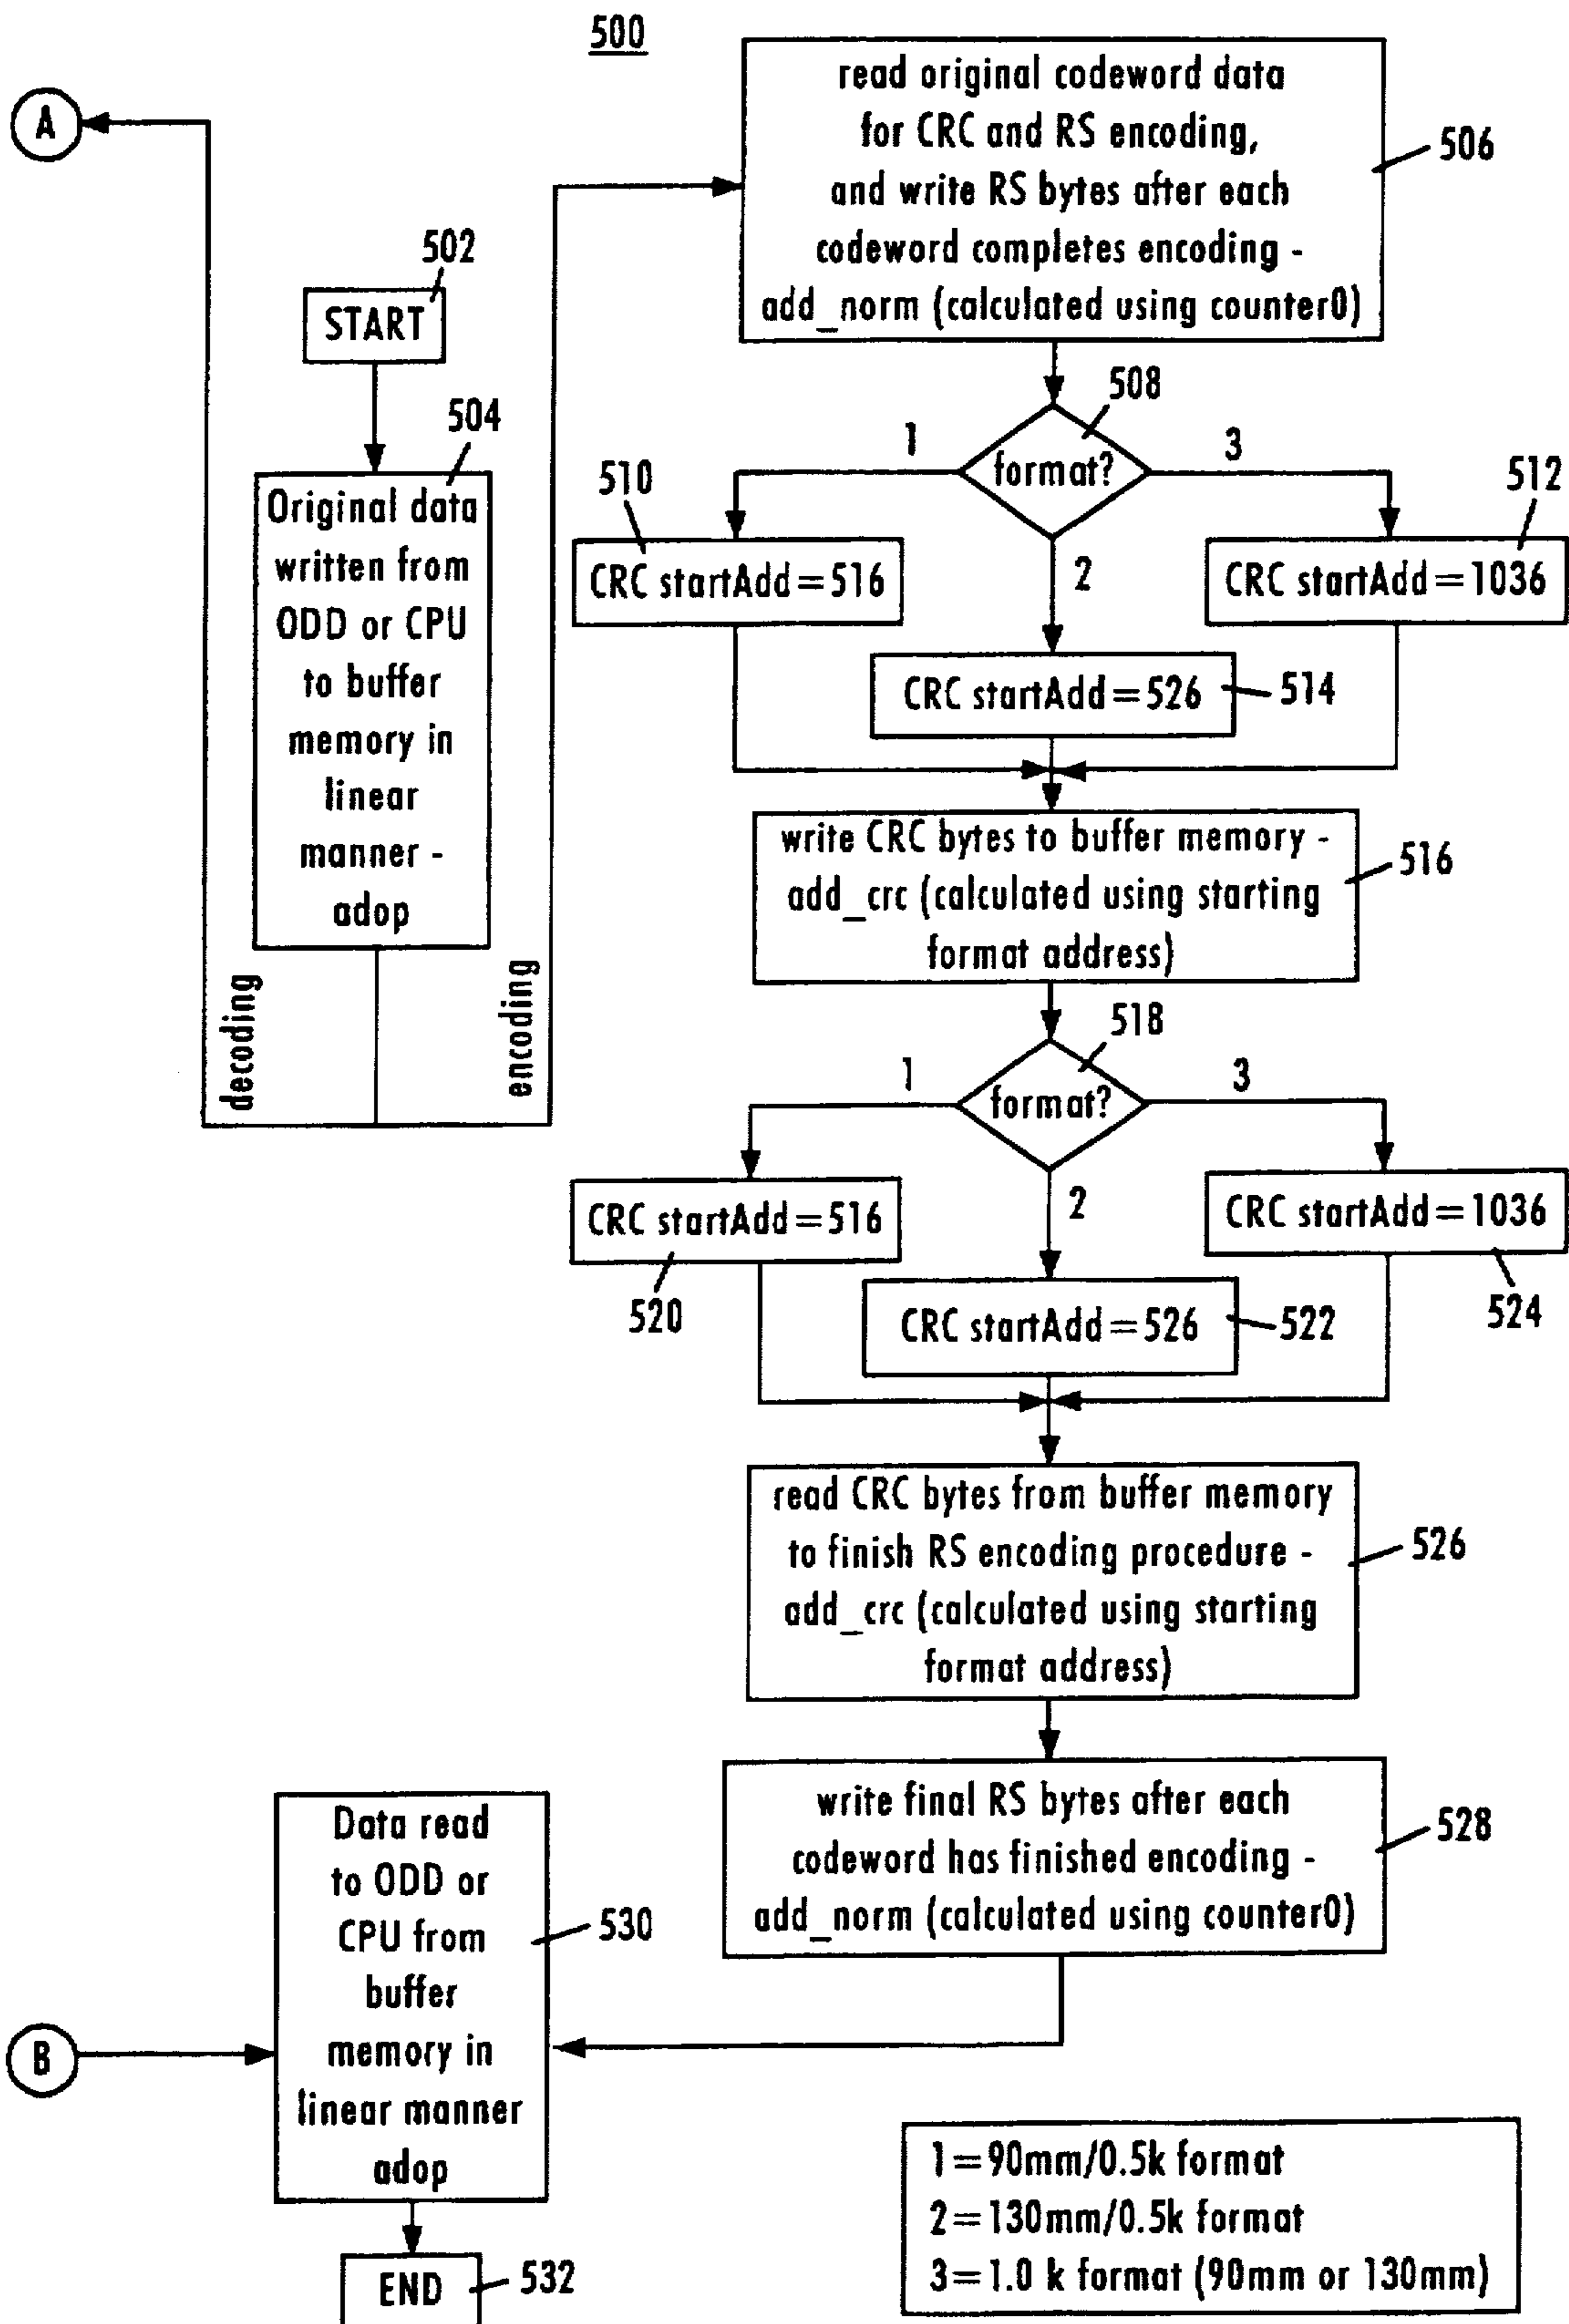 500
read original codeword data
for CRC and RS encoding,
and write RS bytes after each
codeword completes encoding -
add_norm (calculated using counter0)
506
A
502
START
504
Original data
written from
ODD or CPU
to buffer
memory in
linear
manner -
adop
decoding
encoding
508
format?
1
2
3
510
CRC startAdd=516
512
CRC startAdd=1036
CRC startAdd=526
514
write CRC bytes to buffer memory -
add_crc (calculated using starting
format address)
516
518
format?
1
2
3
CRC startAdd=516
520
CRC startAdd=526
522
CRC startAdd=1036
524
read CRC bytes from buffer memory
to finish RS encoding procedure -
add_crc (calculated using starting
format address)
526
write final RS bytes after each
codeword has finished encoding -
add_norm (calculated using counter0)
528
B
Data read
to ODD or
CPU from
buffer
memory in
linear manner
adop
530
END
532
1=90mm/0.5k format
2=130mm/0.5k format
3=1.0 k format (90mm or 130mm)